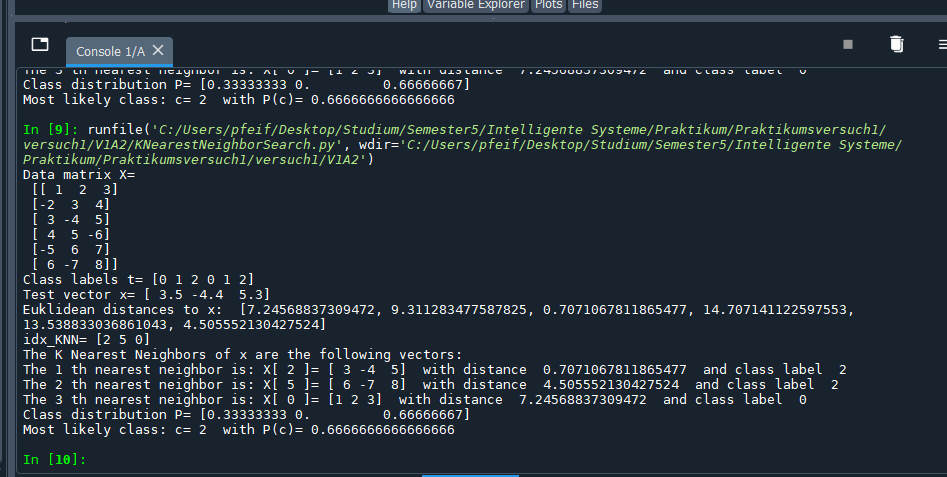 Help Variable Explorer Plots Files
Console 1/A
The 3 th nearest neighbor is: X[ 0 ]= [1 2 3]  with distance  7.24568837309472  and class label  0
Class distribution P= [0.33333333 0.         0.66666667]
Most likely class: c= 2  with P(c)= 0.6666666666666666
In [9]: runfile('C:/Users/pfeif/Desktop/Studium/Semester5/Intelligente Systeme/Praktikum/Praktikumsversuch1/
versuch1/V1A2/KNearestNeighborSearch.py', wdir='C:/Users/pfeif/Desktop/Studium/Semester5/Intelligente Systeme/
Praktikum/Praktikumsversuch1/versuch1/V1A2')
Data matrix X=
[[ 1  2  3]
[-2  3  4]
[ 3 -4  5]
[ 4  5 -6]
[-5  6  7]
[ 6 -7  8]]
Class labels t= [0 1 2 0 1 2]
Test vector x= [ 3.5 -4.4  5.3]
Euklidean distances to x:  [7.24568837309472, 9.311283477587825, 0.7071067811865477, 14.707141122597553,
13.538833036861043, 4.505552130427524]
idx_KNN= [2 5 0]
The K Nearest Neighbors of x are the following vectors:
The 1 th nearest neighbor is: X[ 2 ]= [ 3 -4  5]  with distance  0.7071067811865477  and class label  2
The 2 th nearest neighbor is: X[ 5 ]= [ 6 -7  8]  with distance  4.505552130427524  and class label  2
The 3 th nearest neighbor is: X[ 0 ]= [1 2 3]  with distance  7.24568837309472  and class label  0
Class distribution P= [0.33333333 0.         0.66666667]
Most likely class: c= 2  with P(c)= 0.6666666666666666
In [10]: